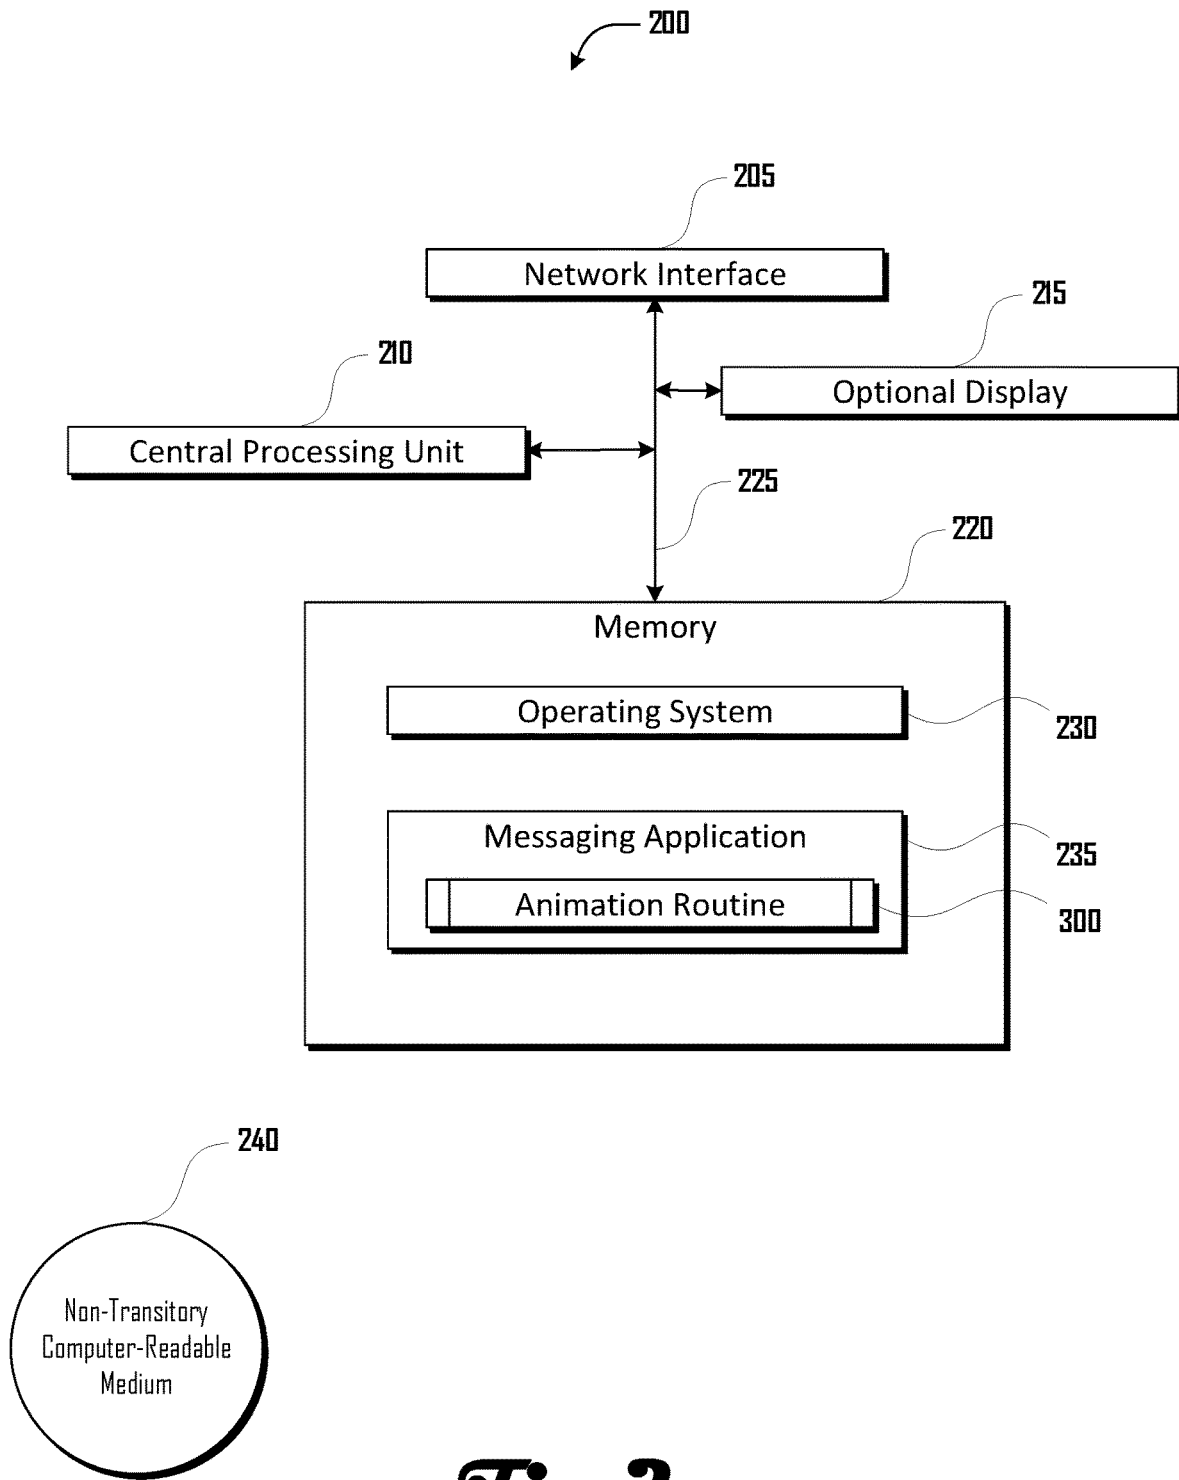 200
205
Network Interface
215
210
Optional Display
Central Processing Unit
225
220
Memory
Operating System
230
Messaging Application
235
Animation Routine
300
240
Non-Transitory
Computer-Readable
Medium